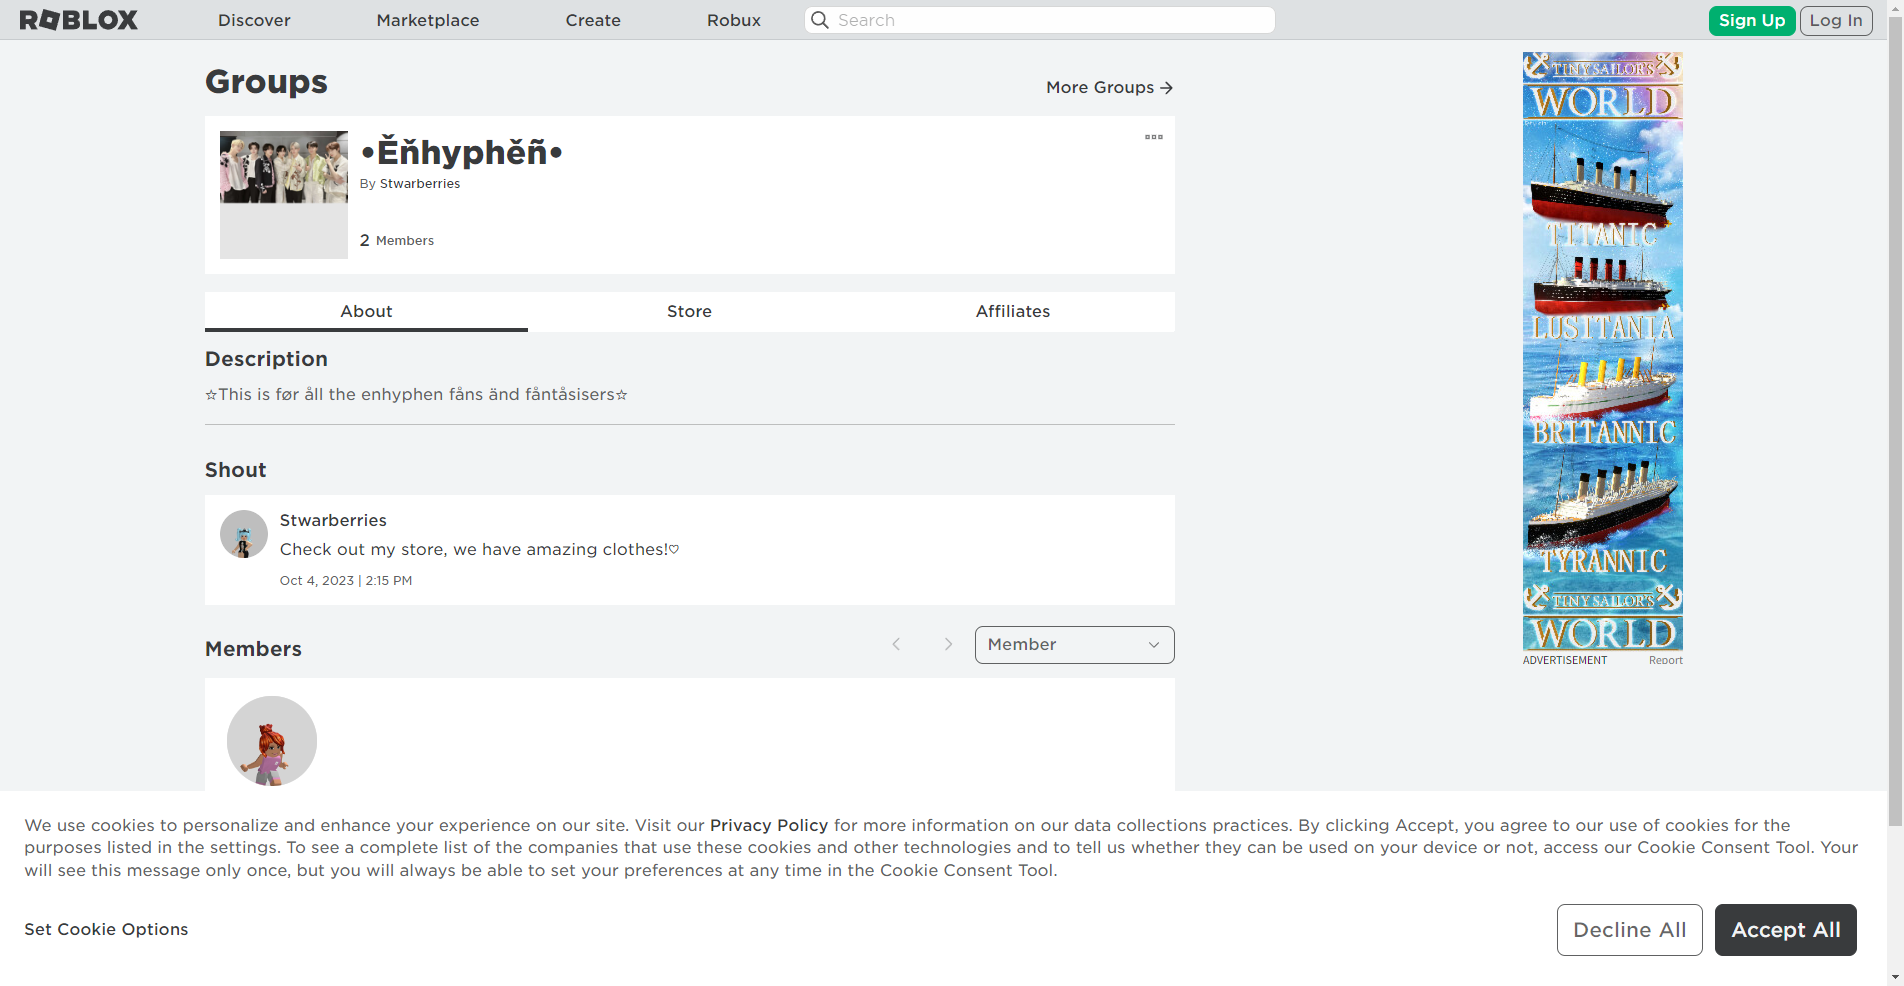 ROBLOX
Discover
Marketplace
Create
Robux
Search
Sign Up
Log In
Groups
More Groups →
•Ěňhyphěñ•
By Stwarberries
2 Members
About
Store
Affiliates
Description
☆This is før åll the enhyphen fåns änd fåntåsisers☆
Shout
Stwarberries
Check out my store, we have amazing clothes!♡
Oct 4, 2023 | 2:15 PM
Members
Member
TINY SAILOR'S
WORLD
TITANIC
LUSITANIA
BRITANNIC
TYRANNIC
TINY SAILOR'S
WORLD
ADVERTISEMENT
Report
We use cookies to personalize and enhance your experience on our site. Visit our Privacy Policy for more information on our data collections practices. By clicking Accept, you agree to our use of cookies for the
purposes listed in the settings. To see a complete list of the companies that use these cookies and other technologies and to tell us whether they can be used on your device or not, access our Cookie Consent Tool. Your
will see this message only once, but you will always be able to set your preferences at any time in the Cookie Consent Tool.
Set Cookie Options
Decline All
Accept All